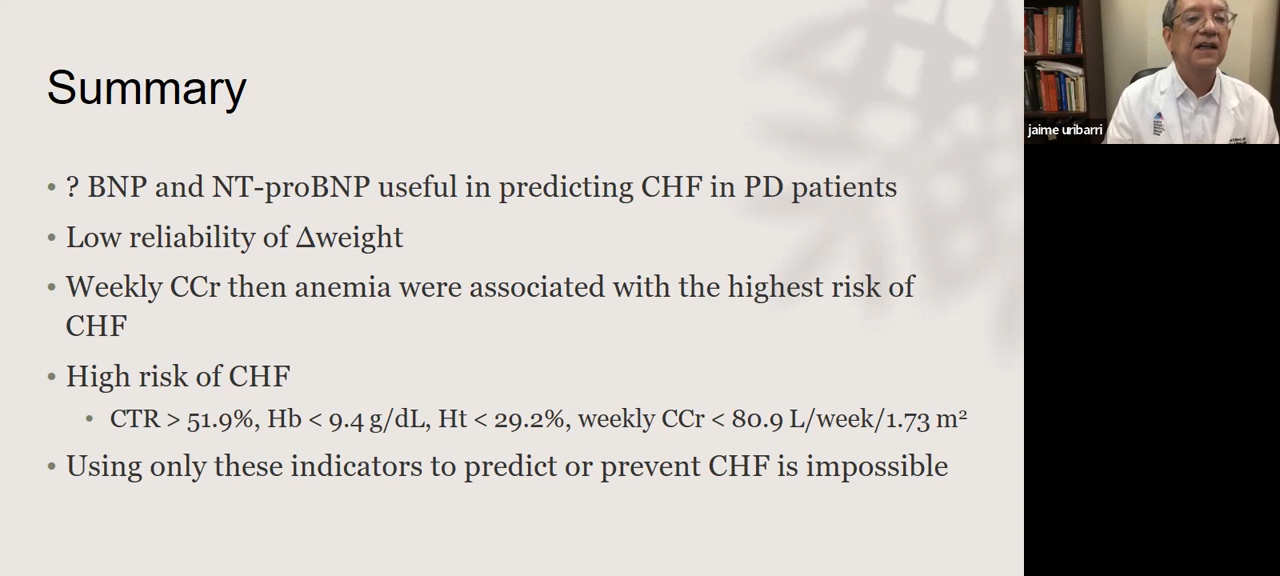 Summary
• ? BNP and NT-proBNP useful in predicting CHF in PD patients
• Low reliability of Δweight
• Weekly CCr then anemia were associated with the highest risk of
CHF
• High risk of CHF
• CTR > 51.9%, Hb < 9.4 g/dL, Ht < 29.2%, weekly CCr < 80.9 L/week/1.73 m²
• Using only these indicators to predict or prevent CHF is impossible
jaime uribarri